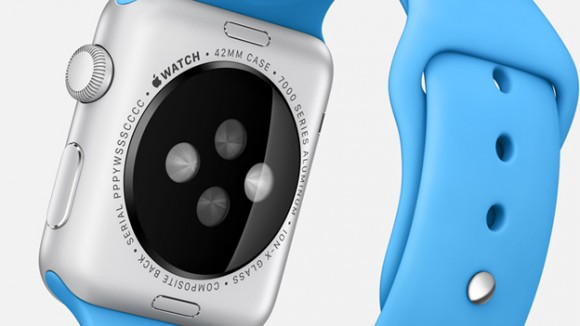 WATCH • 42MM CASE • 7000 SERIES ALUMINUM • ION-X GLASS • COMPOSITE BACK • SERIAL PPPYWSSSCCCC •